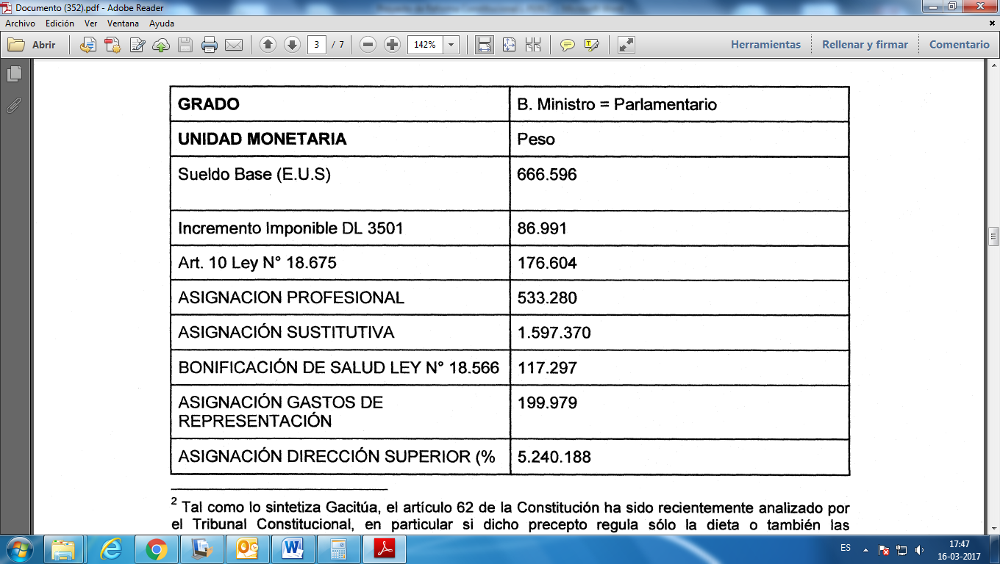 Documento (352).pdf - Adobe Reader
Archivo Edición Ver Ventana Ayuda
Abrir 3 / 7 142% Herramientas Rellenar y firmar Comentario
GRADO B. Ministro = Parlamentario
UNIDAD MONETARIA Peso
Sueldo Base (E.U.S) 666.596
Incremento Imponible DL 3501 86.991
Art. 10 Ley N° 18.675 176.604
ASIGNACION PROFESIONAL 533.280
ASIGNACIÓN SUSTITUTIVA 1.597.370
BONIFICACIÓN DE SALUD LEY N° 18.566 117.297
ASIGNACIÓN GASTOS DE 199.979
REPRESENTACIÓN
ASIGNACIÓN DIRECCIÓN SUPERIOR (% 5.240.188
2 Tal como lo sintetiza Gacitúa, el artículo 62 de la Constitución ha sido recientemente analizado por
el Tribunal Constitucional, en particular si dicho precepto regula sólo la dieta o también las
ES 17:47
16-03-2017